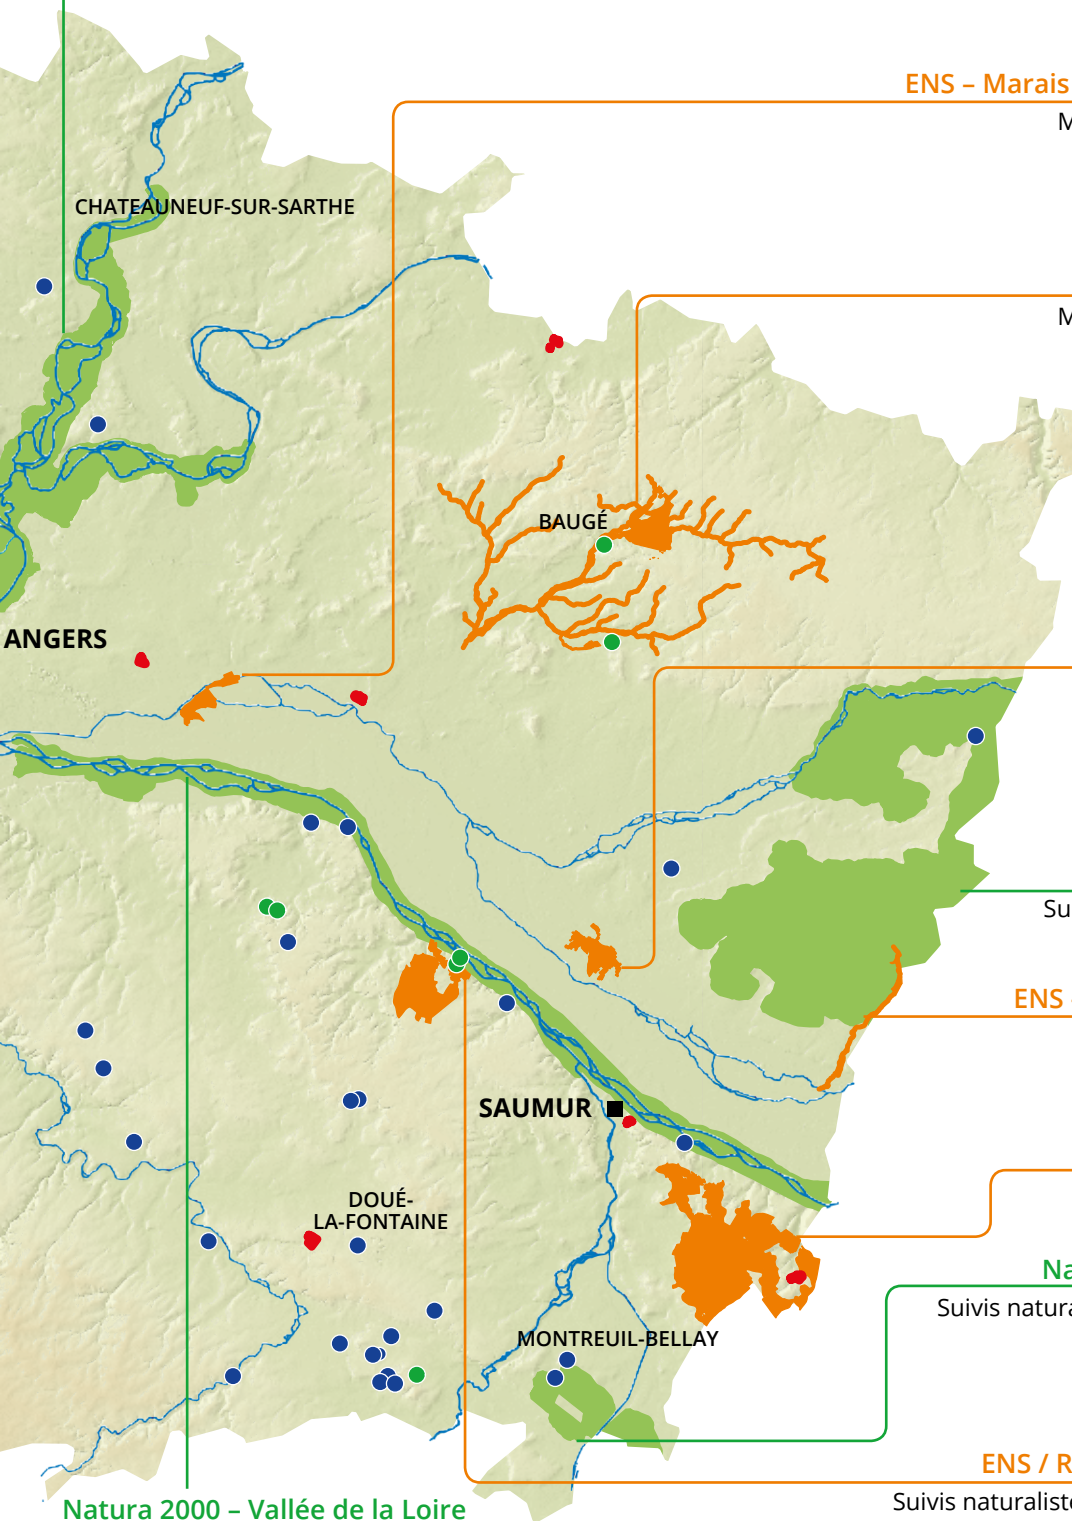 ENS – Marais
M
CHATEAUNEUF-SUR-SARTHE
M
BAUGÉ
ANGERS
Su
ENS -
SAUMUR
DOUÉ-
LA-FONTAINE
Na
Suivis natura
MONTREUIL-BELLAY
ENS / R
Suivis naturaliste
Natura 2000 – Vallée de la Loire